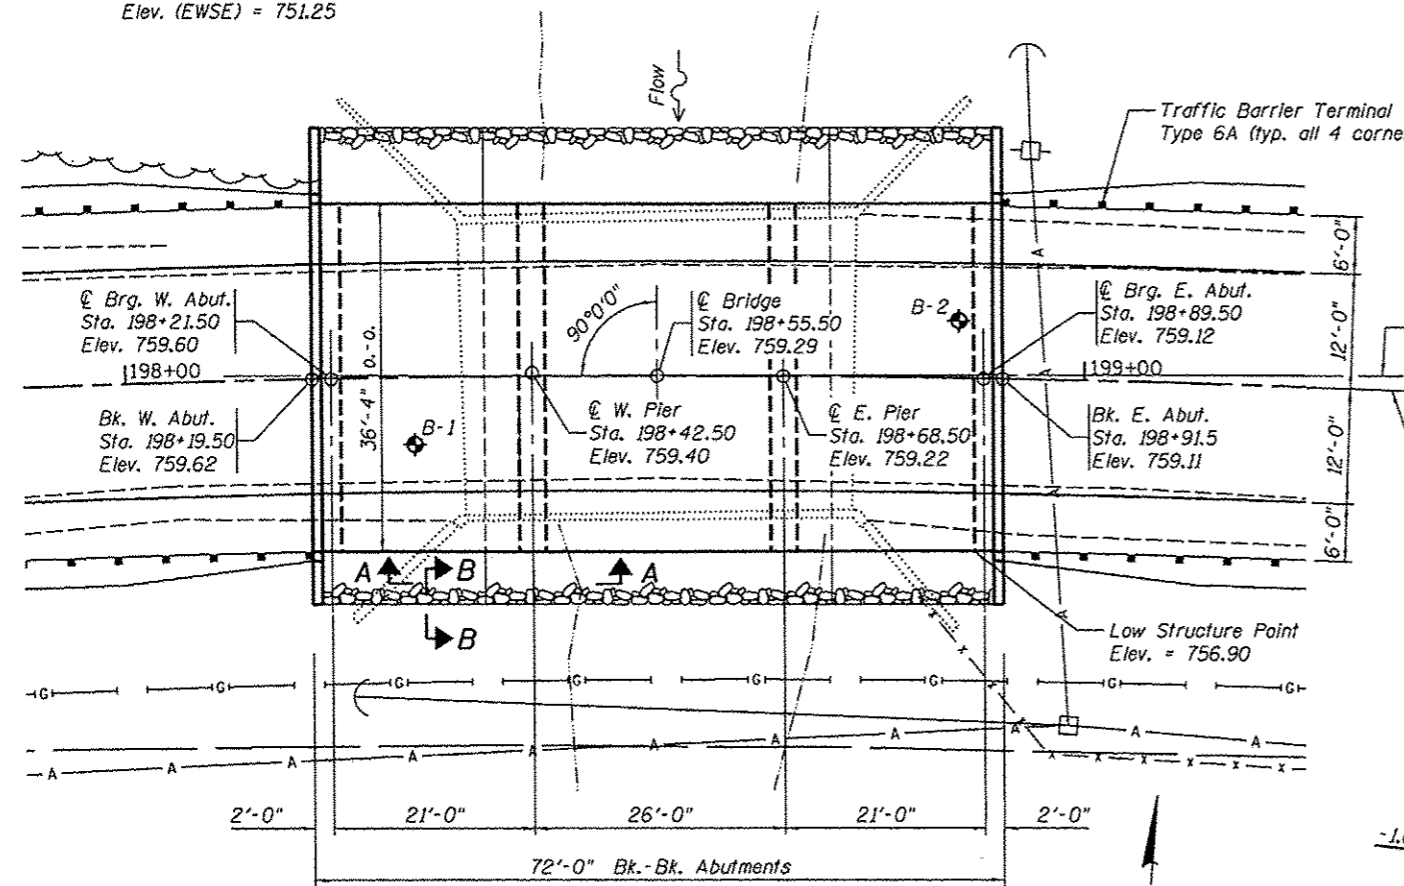 Elev. (EWSE) = 751.25
Flow
Traffic Barrier Terminal
Type 6A (typ. all 4 corne
6'-0"
12'-0"
12'-0"
6'-0"
℄ Brg. W. Abut.
Sta. 198+21.50
Elev. 759.60
198+00
Bk. W. Abut.
Sta. 198+19.50
Elev. 759.62
36'-4" o.-o.
B-1
90°0'0"
℄ Bridge
Sta. 198+55.50
Elev. 759.29
℄ W. Pier
Sta. 198+42.50
Elev. 759.40
℄ E. Pier
Sta. 198+68.50
Elev. 759.22
B-2
℄ Brg. E. Abut.
Sta. 198+89.50
Elev. 759.12
199+00
Bk. E. Abut.
Sta. 198+91.5
Elev. 759.11
A
A
A
B
A
B
A
Low Structure Point
Elev. = 756.90
x
x
x
G G G G G G G G
A A A A A A A A A A A
x x x x x x
2'-0" 21'-0" 26'-0" 21'-0" 2'-0"
72'-0" Bk.-Bk. Abutments